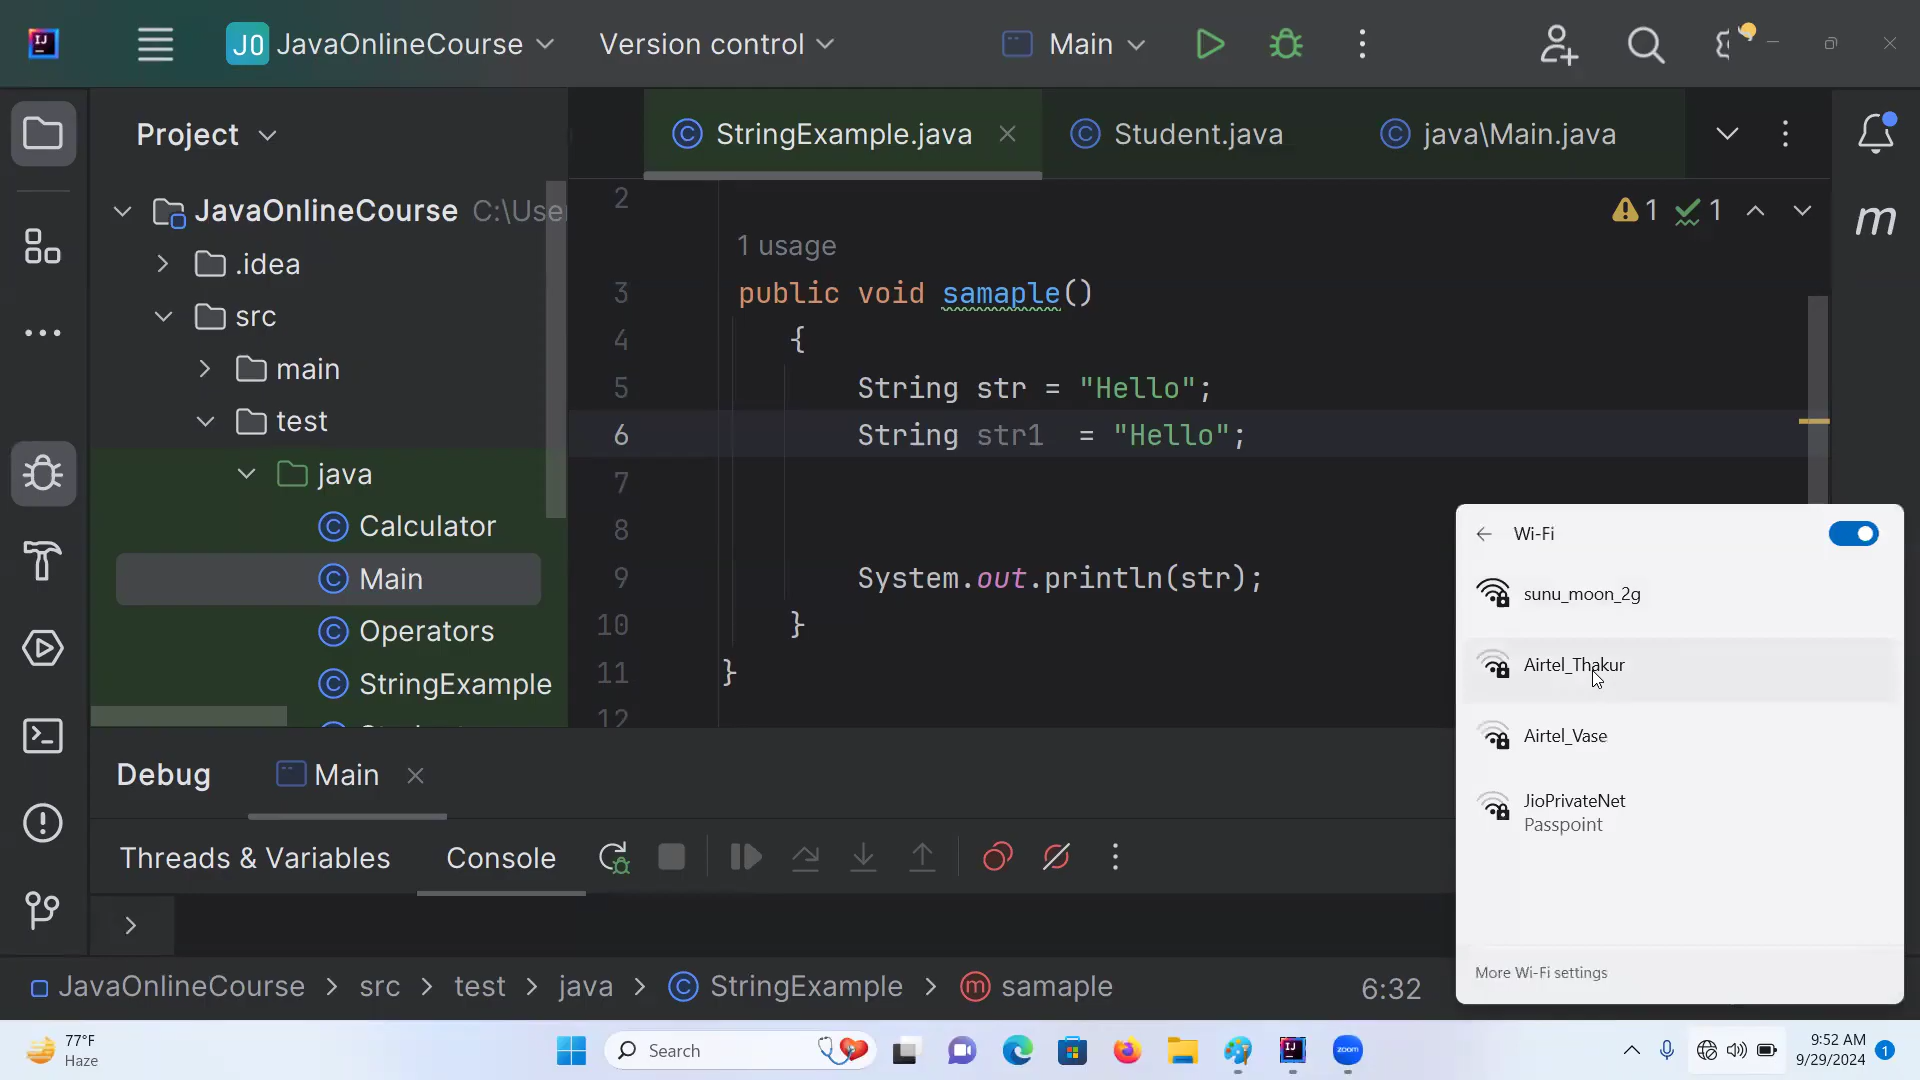 IJ
JO JavaOnlineCourse Version control Main
Project
StringExample.java Student.java java\Main.java
JavaOnlineCourse C:\Use
.idea
src
main
test
java
Calculator
Main
Operators
StringExample
2
1 usage
1 1
m
3 public void samaple()
4 {
5 String str = "Hello";
6 String str1 = "Hello";
7
8
9 System.out.println(str);
10 }
11 }
12
Wi-Fi
sunu_moon_2g
Airtel_Thakur
Airtel_Vase
JioPrivateNet
Passpoint
More Wi-Fi settings
Debug Main
Threads & Variables Console
JavaOnlineCourse > src > test > java > StringExample > samaple 6:32
77°F
Haze
Search
zoom
9:52 AM
9/29/2024
1